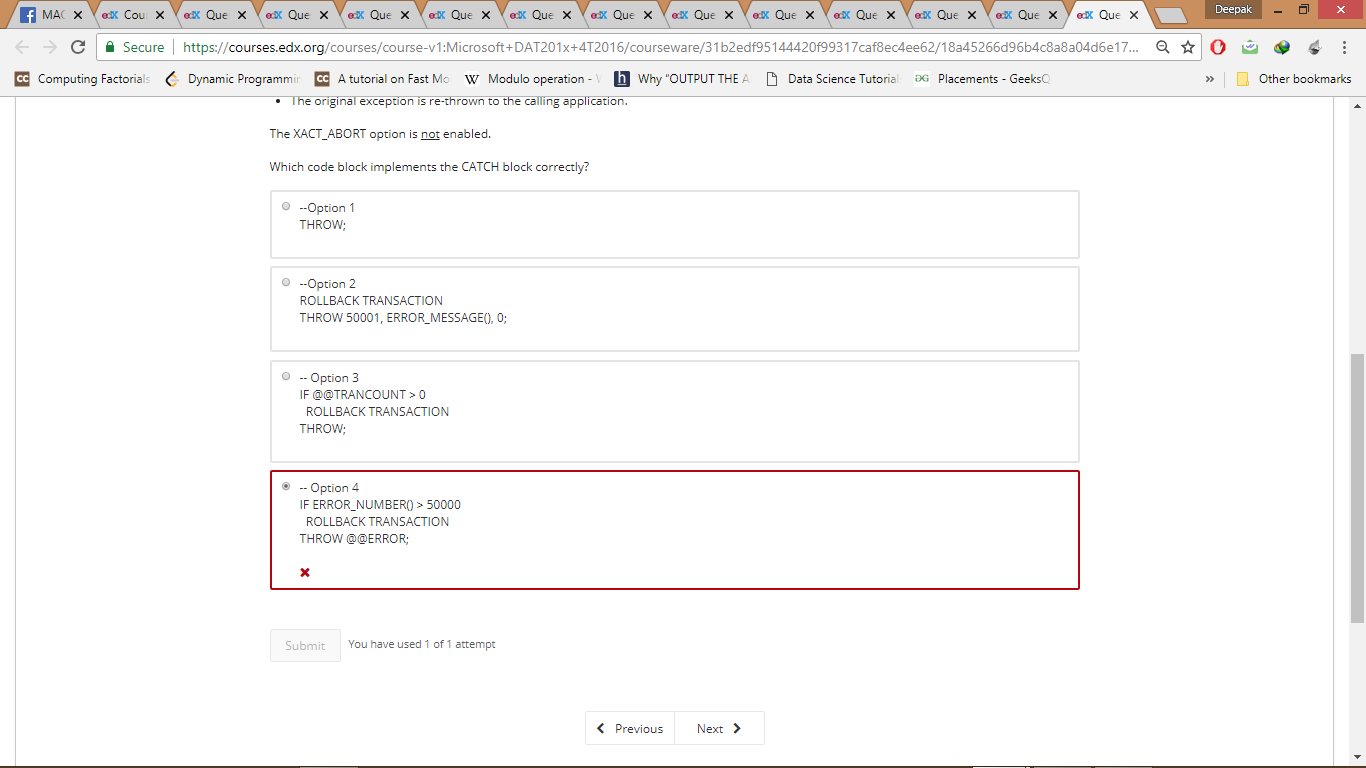 MAC
Cou
Que
Que
Que
Que
Que
Que
Que
Que
Que
Que
Que
Que
Deepak
Secure
https://courses.edx.org/courses/course-v1:Microsoft+DAT201x+4T2016/courseware/31b2edf95144420f99317caf8ec4ee62/18a45266d96b4c8a8a04d6e17...
CC Computing Factorials
Dynamic Programmin
CC A tutorial on Fast Mo
W Modulo operation -
h Why "OUTPUT THE A
Data Science Tutorial
Placements - GeeksG
»
Other bookmarks
• The original exception is re-thrown to the calling application.
The XACT_ABORT option is not enabled.
Which code block implements the CATCH block correctly?
--Option 1
THROW;
--Option 2
ROLLBACK TRANSACTION
THROW 50001, ERROR_MESSAGE(), 0;
-- Option 3
IF @@TRANCOUNT > 0
ROLLBACK TRANSACTION
THROW;
-- Option 4
IF ERROR_NUMBER() > 50000
ROLLBACK TRANSACTION
THROW @@ERROR;
Submit
You have used 1 of 1 attempt
Previous
Next